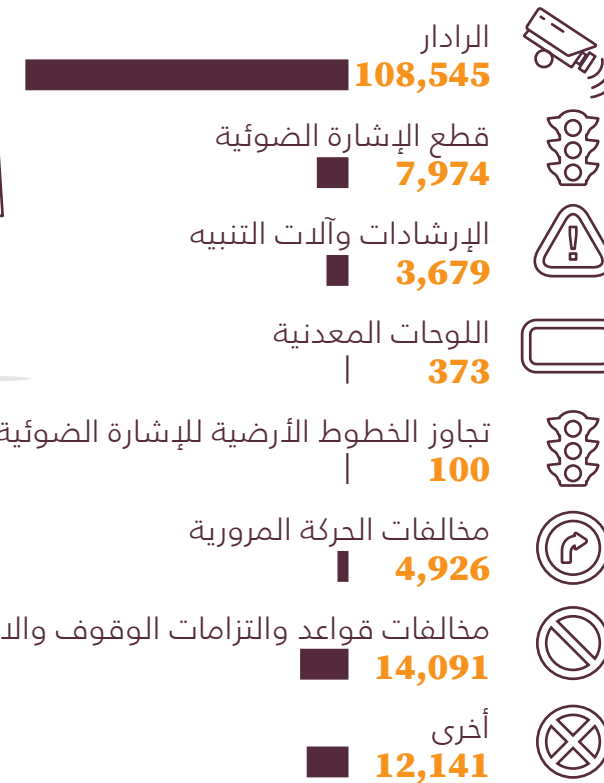 الرادار
108,545
قطع الإشارة الضوئية
7,974
الإرشادات وآلات التنبيه
3,679
اللوحات المعدنية
373
تجاوز الخطوط الأرضية للإشارة الضوئية
100
مخالفات الحركة المرورية
4,926
مخالفات قواعد والتزامات الوقوف
14,091
أخرى
12,141